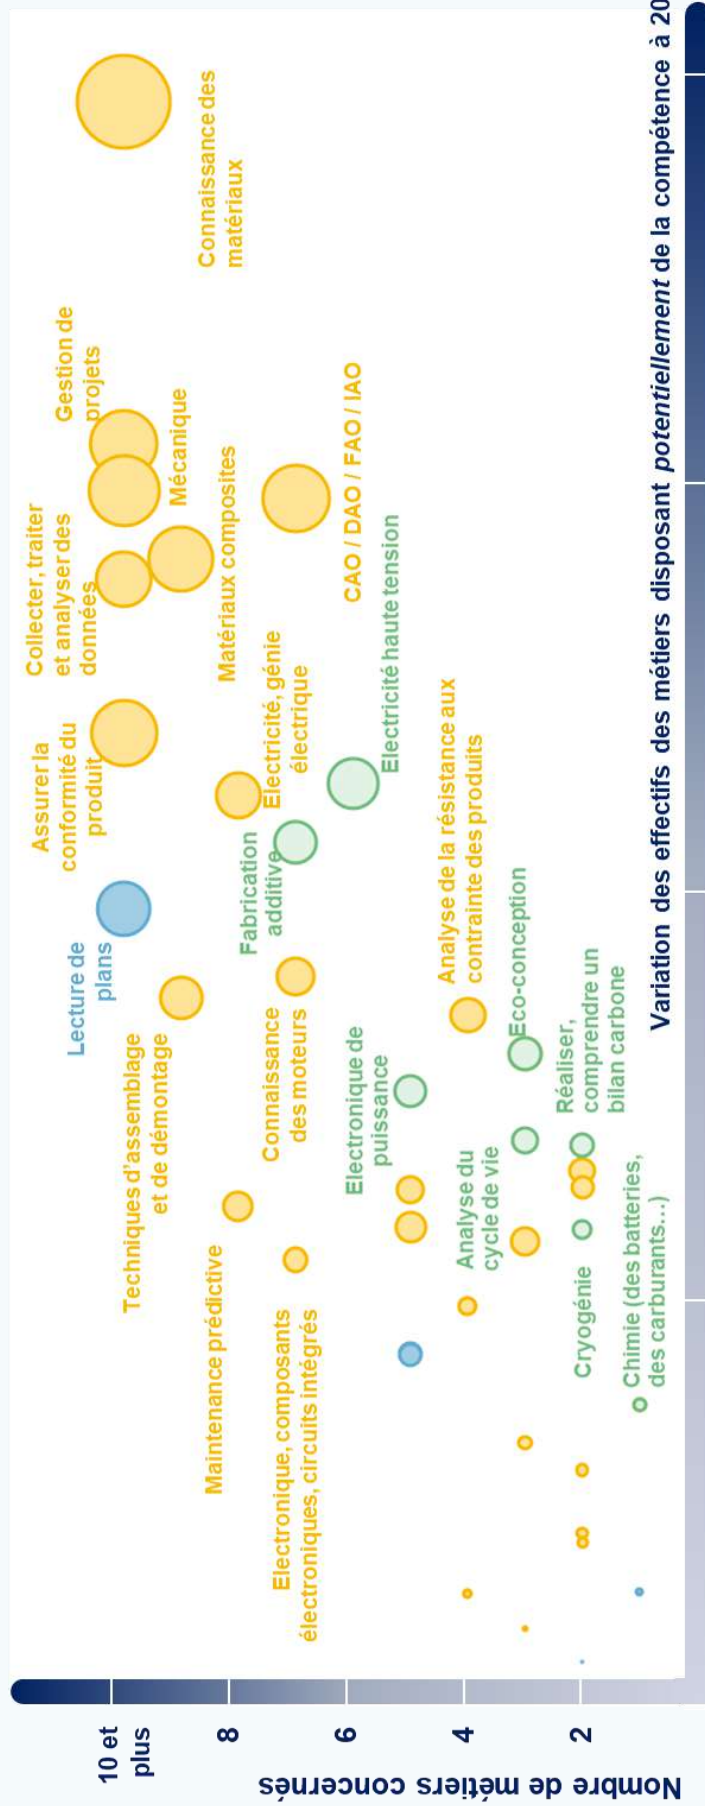 Nombre de métiers concernés
10 et
plus
8
6
4
2
Connaissance des
matériaux
Gestion de
projets
Mécanique
Collecter, traiter
et analyser des
données
Matériaux composites
CAO / DAO / FAO / IAO
Assurer la
conformité du
produit
Electricité, génie
électrique
Electricité haute tension
Fabrication
additive
Lecture de
plans
Techniques d'assemblage
et de démontage
Connaissance
des moteurs
Analyse de la résistance aux
contrainte des produits
Eco-conception
Electronique de
puissance
Réaliser,
comprendre un
bilan carbone
Maintenance prédictive
Analyse du
cycle de vie
Electronique, composants
électroniques, circuits intégrés
Cryogénie
Chimie (des batteries,
des carburants…)
Variation des effectifs des métiers disposant potentiellement de la compétence à 20